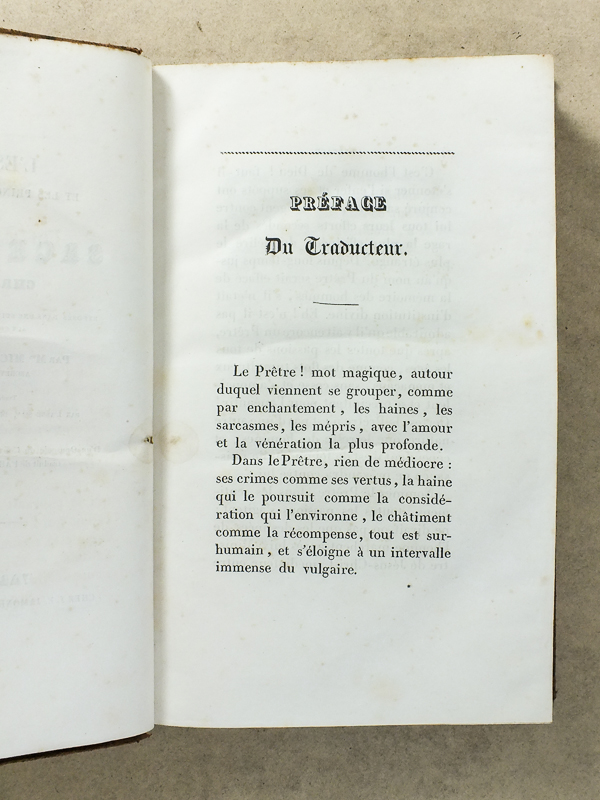 PRÉFACE
Du Traducteur.
Le Prêtre ! mot magique, autour
duquel viennent se grouper, comme
par enchantement, les haines, les
sarcasmes, les mépris, avec l'amour
et la vénération la plus profonde.
Dans le Prêtre, rien de médiocre :
ses crimes comme ses vertus, la haine
qui le poursuit comme la considé-
ration qui l'environne, le châtiment
comme la récompense, tout est sur-
humain, et s'éloigne à un intervalle
immense du vulgaire.